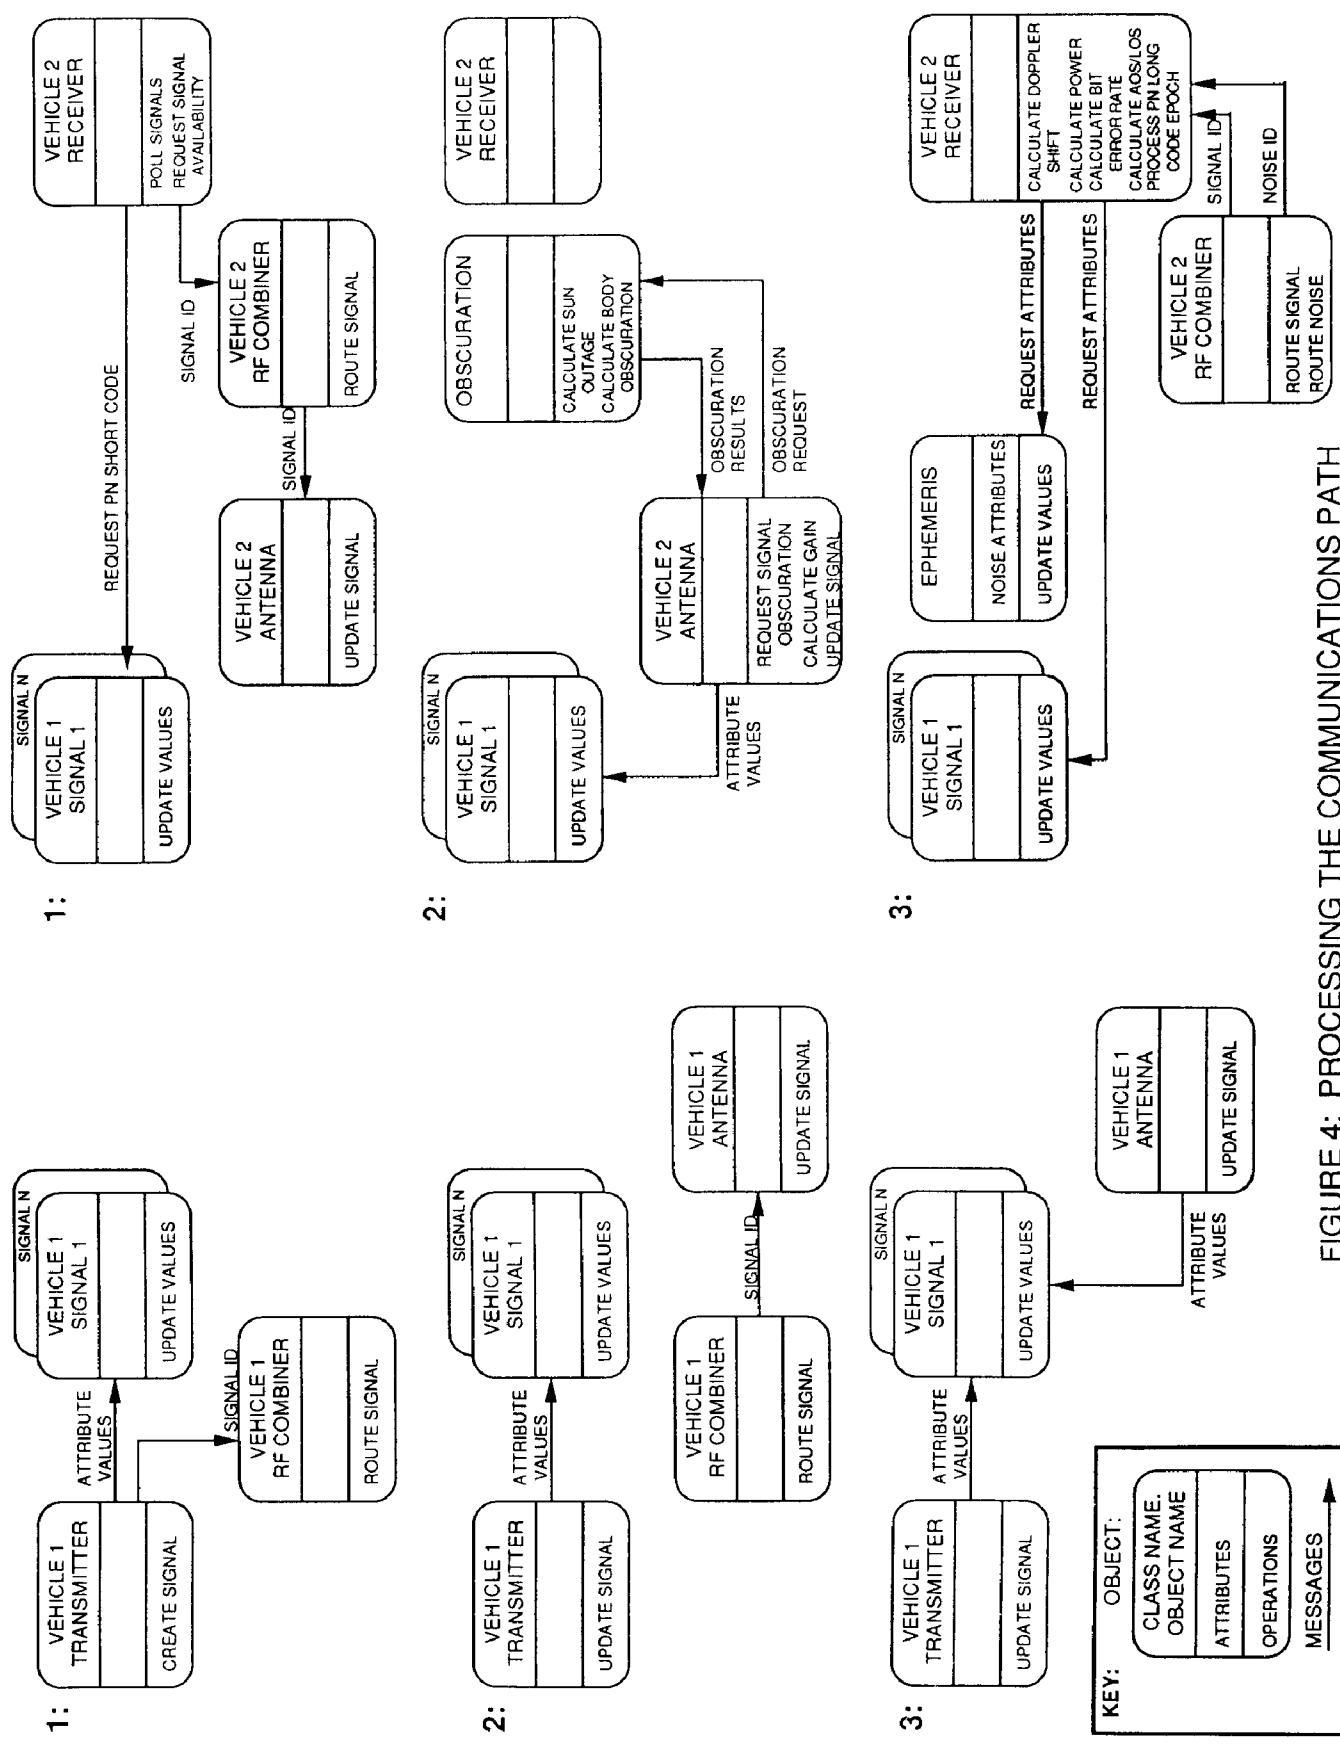 1:
VEHICLE 1
TRANSMITTER
CREATE SIGNAL
ATTRIBUTE
VALUES
SIGNAL N
VEHICLE 1
SIGNAL 1
UPDATE VALUES
SIGNAL ID
VEHICLE 1
RF COMBINER
ROUTE SIGNAL
2:
VEHICLE 1
TRANSMITTER
UPDATE SIGNAL
ATTRIBUTE
VALUES
SIGNAL N
VEHICLE 1
SIGNAL 1
UPDATE VALUES
VEHICLE 1
RF COMBINER
ROUTE SIGNAL
SIGNAL ID
VEHICLE 1
ANTENNA
UPDATE SIGNAL
3:
VEHICLE 1
TRANSMITTER
UPDATE SIGNAL
ATTRIBUTE
VALUES
SIGNAL N
VEHICLE 1
SIGNAL 1
UPDATE VALUES
ATTRIBUTE
VALUES
VEHICLE 1
ANTENNA
UPDATE SIGNAL
KEY:
OBJECT:
CLASS NAME.
OBJECT NAME
ATTRIBUTES
OPERATIONS
MESSAGES
1:
SIGNAL N
VEHICLE 1
SIGNAL 1
UPDATE VALUES
REQUEST PN SHORT CODE
VEHICLE 2
RECEIVER
POLL SIGNALS
REQUEST SIGNAL
AVAILABILITY
SIGNAL ID
VEHICLE 2
RF COMBINER
ROUTE SIGNAL
SIGNAL ID
VEHICLE 2
ANTENNA
UPDATE SIGNAL
2:
SIGNAL N
VEHICLE 1
SIGNAL 1
UPDATE VALUES
ATTRIBUTE
VALUES
VEHICLE 2
ANTENNA
REQUEST SIGNAL
OBSCURATION
CALCULATE GAIN
UPDATE SIGNAL
OBSCURATION
RESULTS
OBSCURATION
REQUEST
OBSCURATION
CALCULATE SUN
OUTAGE
CALCULATE BODY
OBSCURATION
VEHICLE 2
RECEIVER
3:
SIGNAL N
VEHICLE 1
SIGNAL 1
UPDATE VALUES
EPHEMERIS
NOISE ATTRIBUTES
UPDATE VALUES
REQUEST ATTRIBUTES
REQUEST ATTRIBUTES
VEHICLE 2
RECEIVER
CALCULATE DOPPLER
SHIFT
CALCULATE POWER
CALCULATE BIT
ERROR RATE
CALCULATE AOS/LOS
PROCESS PN LONG
CODE EPOCH
VEHICLE 2
RF COMBINER
ROUTE SIGNAL
ROUTE NOISE
SIGNAL ID
NOISE ID
FIGURE 4: PROCESSING THE COMMUNICATIONS PATH